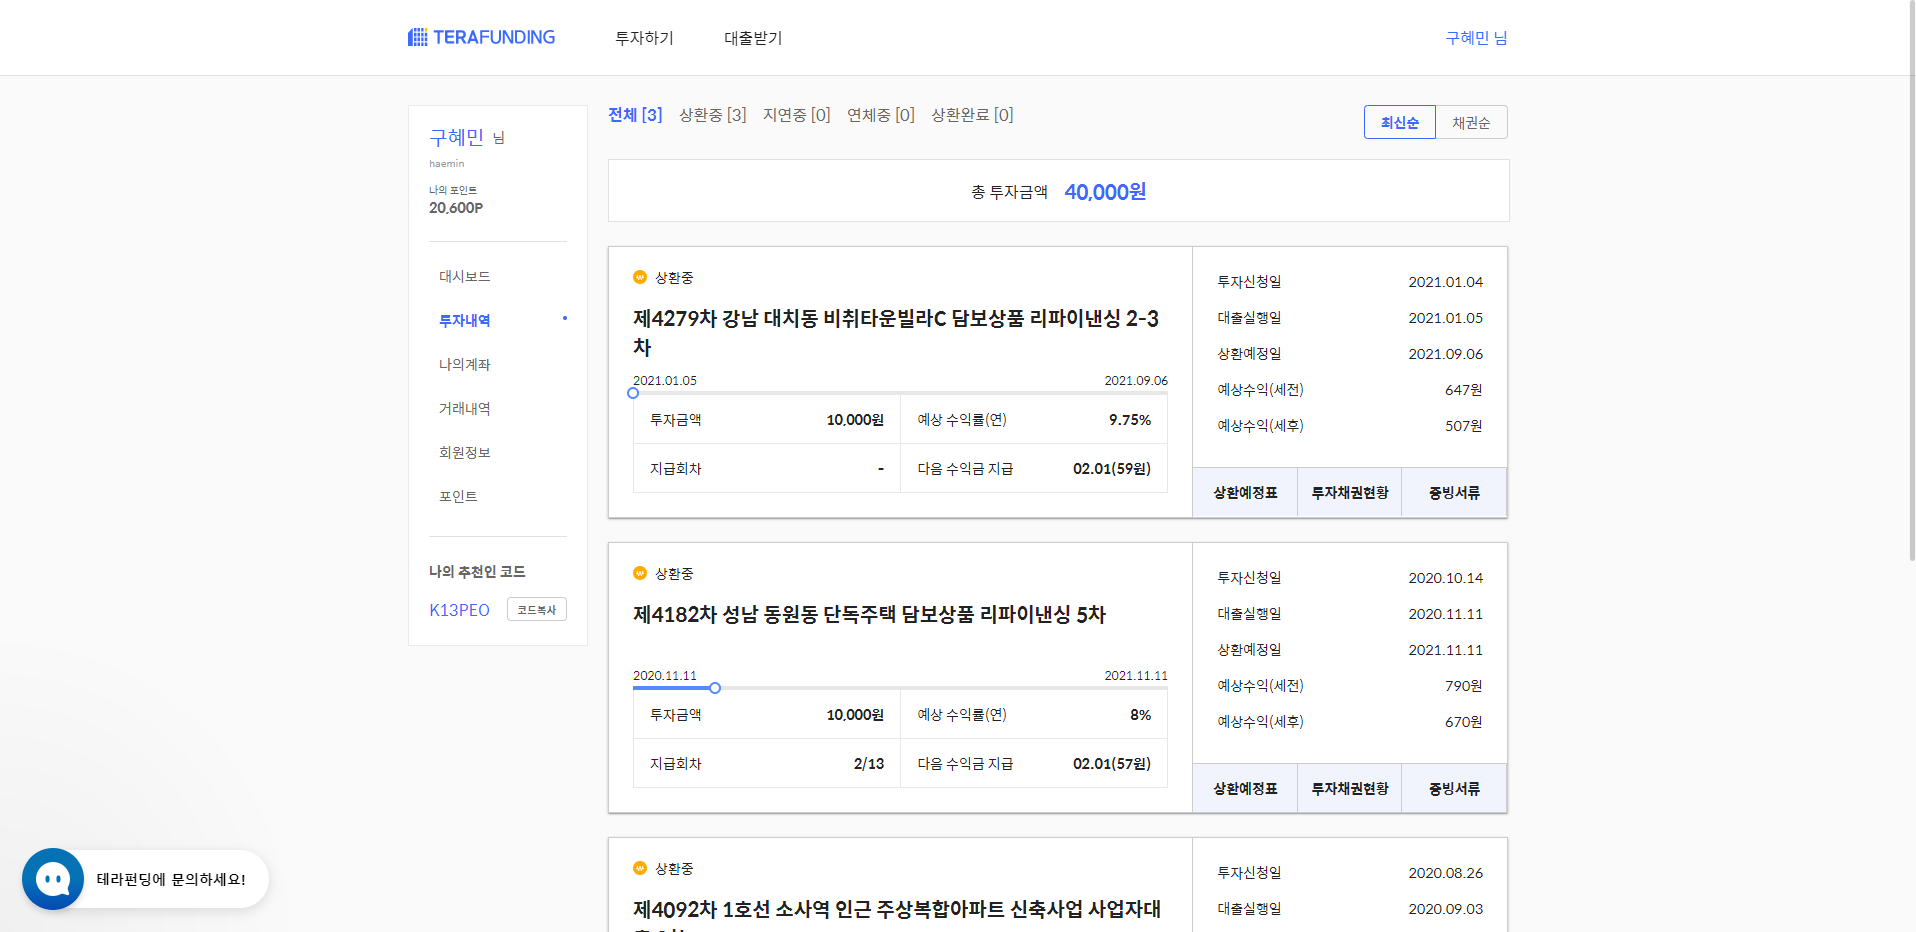 TERAFUNDING
투자하기
대출받기
구혜민 님
구혜민 님
haemin
나의 포인트
20,600P
대시보드
투자내역
나의계좌
거래내역
회원정보
포인트
나의 추천인 코드
K13PEO
코드복사
전체 [3]
상환중 [3]
지연중 [0]
연체중 [0]
상환완료 [0]
최신순
채권순
총 투자금액 40,000원
상환중
제4279차 강남 대치동 비취타운빌라C 담보상품 리파이낸싱 2-3
차
2021.01.05
2021.09.06
투자금액 10,000원
예상 수익률(연) 9.75%
지급회차 -
다음 수익금 지급 02.01(59원)
투자신청일 2021.01.04
대출실행일 2021.01.05
상환예정일 2021.09.06
예상수익(세전) 647원
예상수익(세후) 507원
상환예정표
투자채권현황
증빙서류
상환중
제4182차 성남 동원동 단독주택 담보상품 리파이낸싱 5차
2020.11.11
2021.11.11
투자금액 10,000원
예상 수익률(연) 8%
지급회차 2/13
다음 수익금 지급 02.01(57원)
투자신청일 2020.10.14
대출실행일 2020.11.11
상환예정일 2021.11.11
예상수익(세전) 790원
예상수익(세후) 670원
상환예정표
투자채권현황
증빙서류
상환중
제4092차 1호선 소사역 인근 주상복합아파트 신축사업 사업자대
투자신청일 2020.08.26
대출실행일 2020.09.03
테라펀딩에 문의하세요!